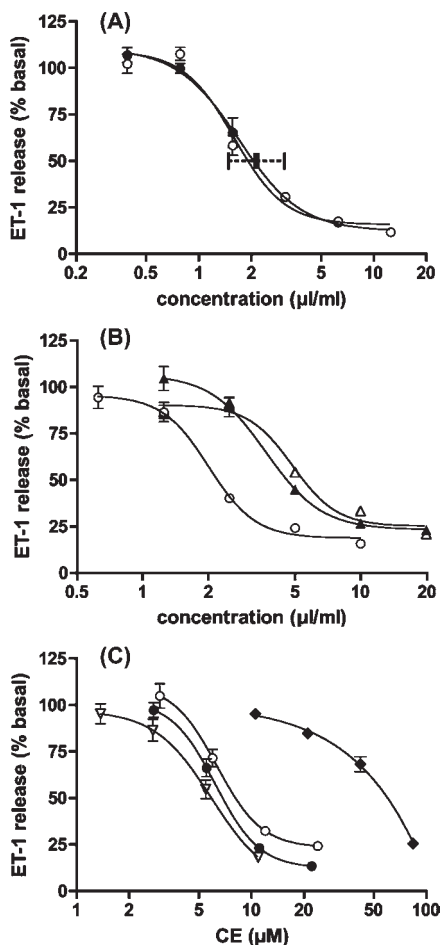 (A)
ET-1 release (% basal)
125
100
75
50
25
0
0.2 0.5 1 2 5 10 20
concentration (µl/ml)
(B)
ET-1 release (% basal)
125
100
75
50
25
0
0.5 1 2 5 10 20
concentration (µl/ml)
(C)
ET-1 release (% basal)
125
100
75
50
25
0
1 2 5 10 20 50 100
CE (µM)